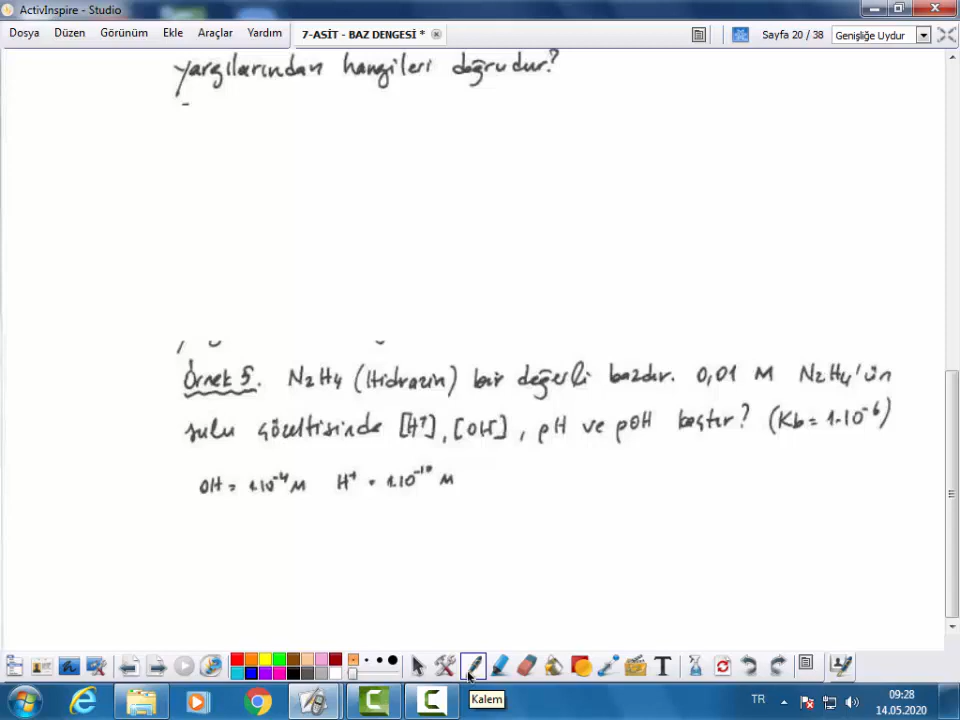 ActivInspire - Studio
Dosya Düzen Görünüm Ekle Araçlar Yardım 7-ASİT - BAZ DENGESİ * Sayfa 20 / 38 Genişliğe Uydur
yargılarından hangileri doğrudur?
Örnek 5. N2H4 (Hidrazin) bir değerli bazdır. 0,01 M N2H4'ün
sulu çözeltisinde [H⁺], [OH⁻], pH ve pOH kaçtır? (Kb = 1.10⁻⁶)
OH = 1.10⁻⁴ M H⁺ = 1.10⁻¹⁰ M
T
Kalem
TR 09:28
14.05.2020